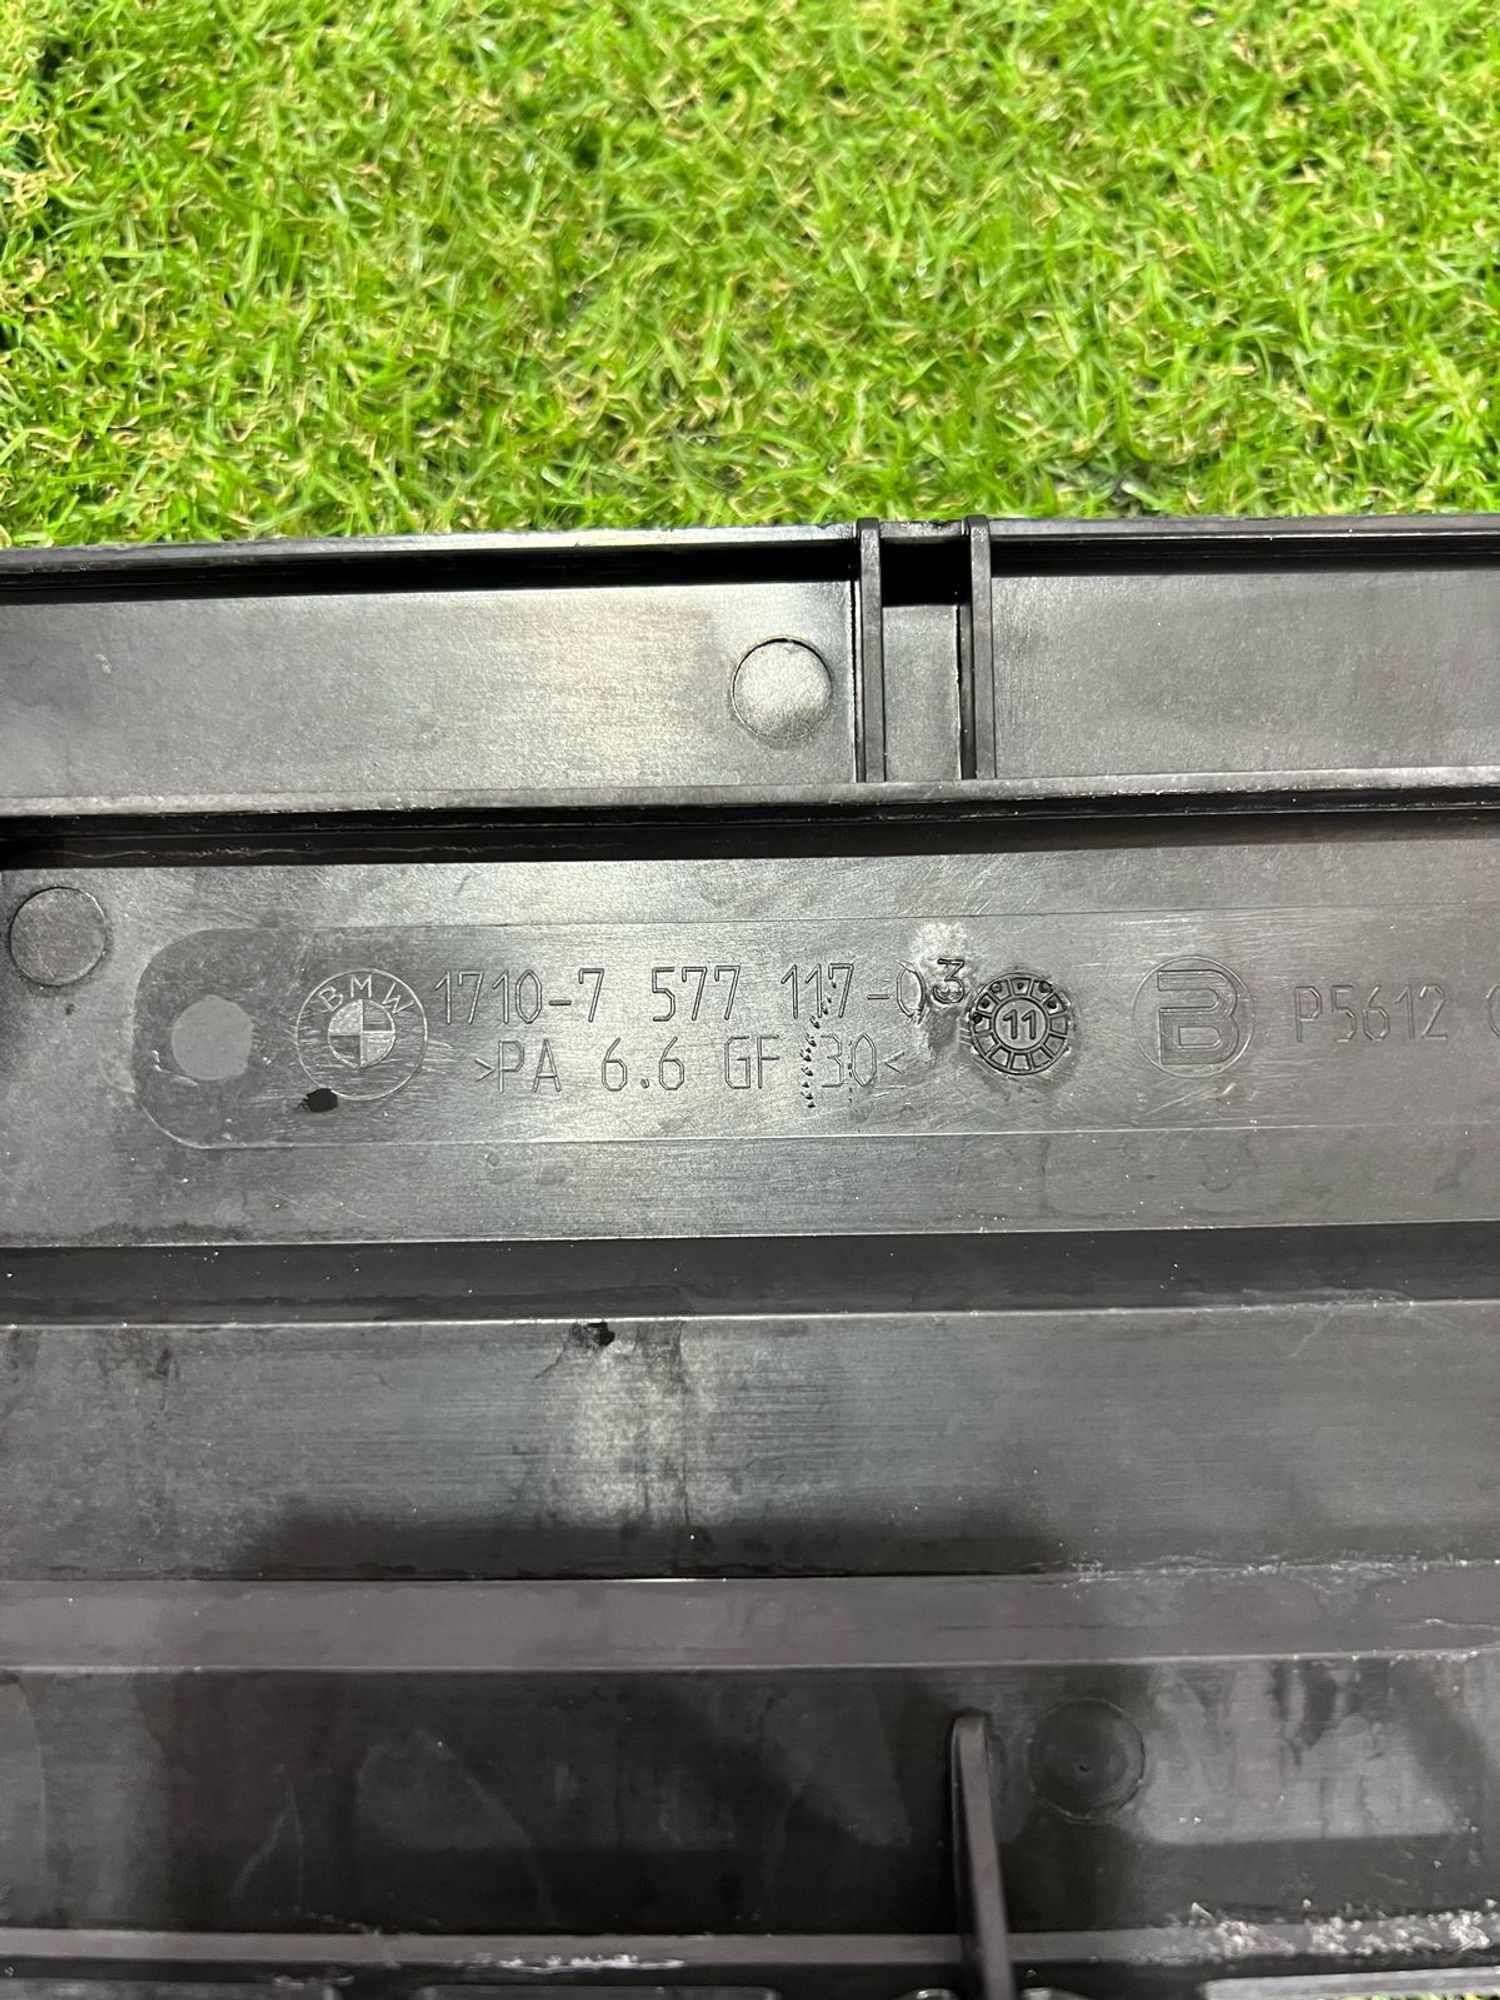 BMW 1710-7 577 117-03 11 B P5612
>PA 6.6 GF 30<